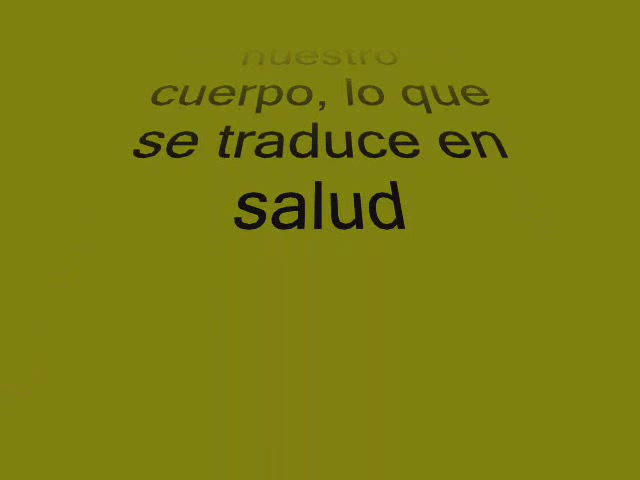 nuestro
cuerpo, lo que
se traduce en
salud